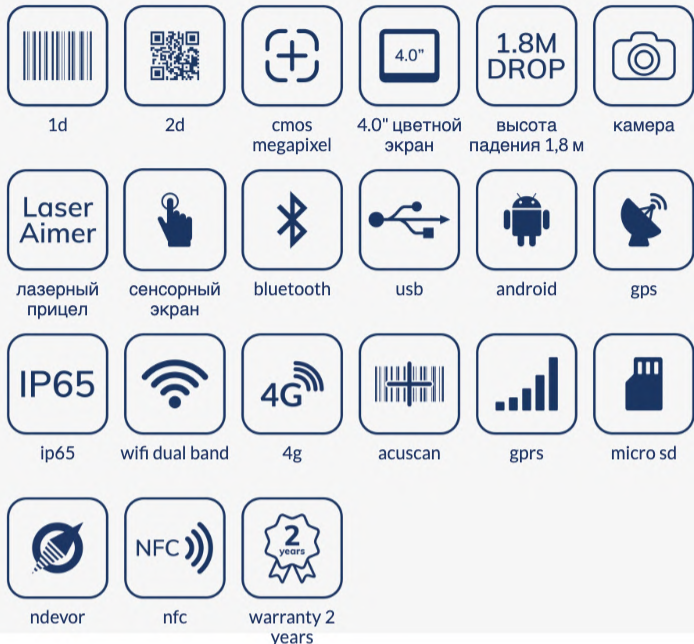 4.0"
1.8M
DROP
1d
2d
cmos
megapixel
4.0" цветной
экран
высота
падения 1,8 м
камера
Laser
Aimer
лазерный
прицел
сенсорный
экран
bluetooth
usb
android
gps
IP65
4G
ip65
wifi dual band
4g
acuscan
gprs
micro sd
NFC
2
years
ndevor
nfc
warranty 2
years